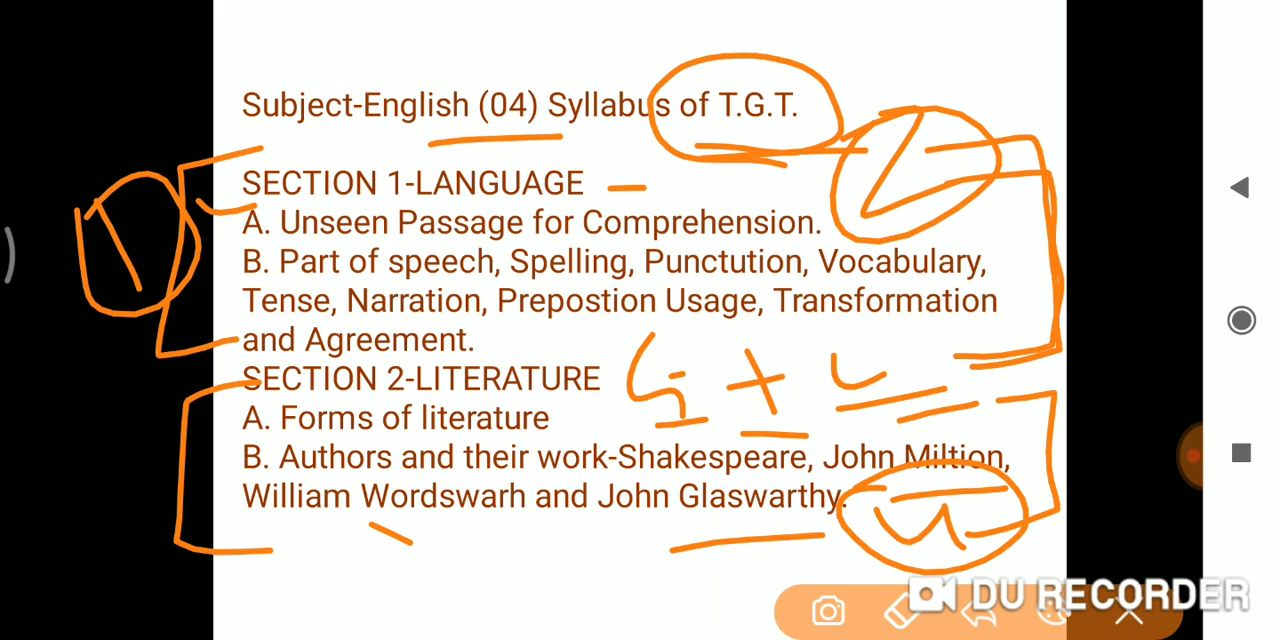 Subject-English (04) Syllabus of T.G.T.
SECTION 1-LANGUAGE
A. Unseen Passage for Comprehension.
B. Part of speech, Spelling, Punctution, Vocabulary,
Tense, Narration, Prepostion Usage, Transformation
and Agreement.
SECTION 2-LITERATURE
A. Forms of literature
B. Authors and their work-Shakespeare, John Miltion,
William Wordswarh and John Glaswarthy.
DU RECORDER